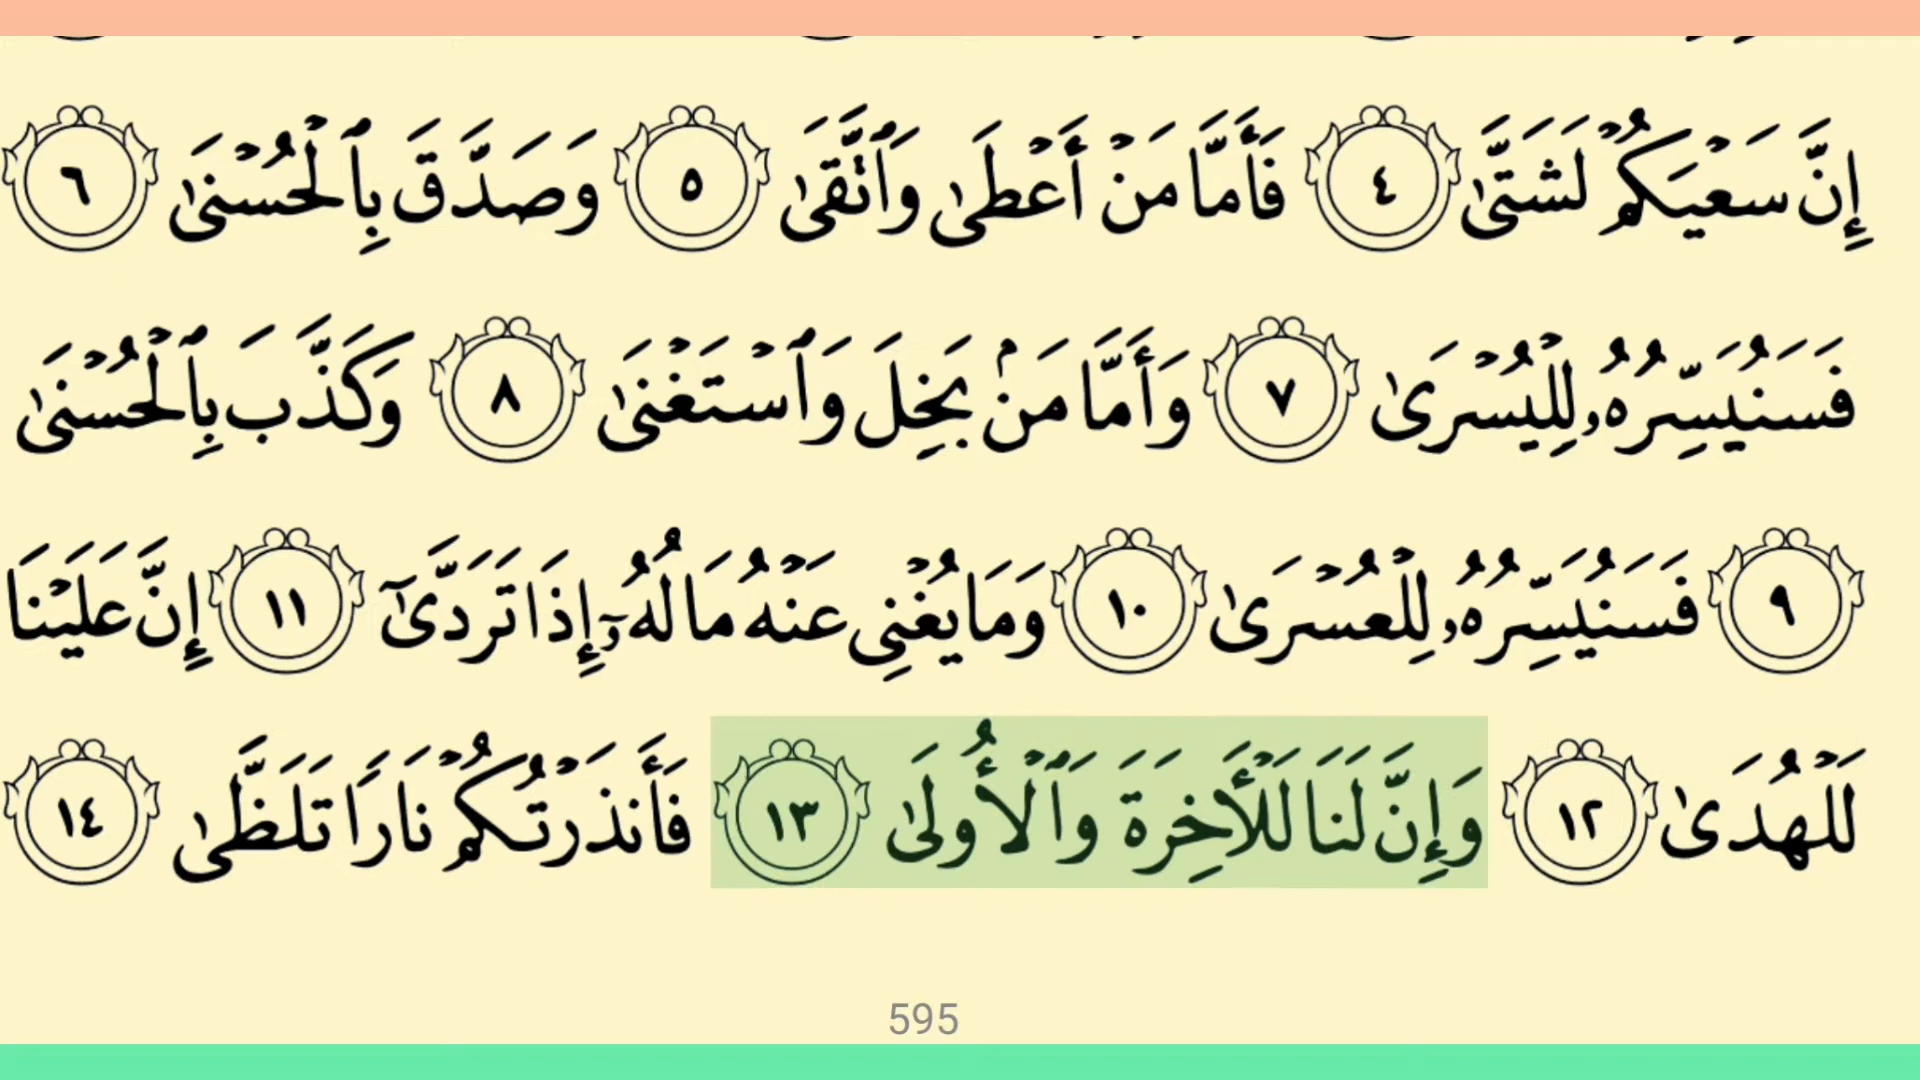 إِنَّ سَعْيَكُمْ لَشَتَّىٰ ٤ فَأَمَّا مَنْ أَعْطَىٰ وَٱتَّقَىٰ ٥ وَصَدَّقَ بِٱلْحُسْنَىٰ ٦
فَسَنُيَسِّرُهُۥ لِلْيُسْرَىٰ ٧ وَأَمَّا مَنۢ بَخِلَ وَٱسْتَغْنَىٰ ٨ وَكَذَّبَ بِٱلْحُسْنَىٰ
٩ فَسَنُيَسِّرُهُۥ لِلْعُسْرَىٰ ١٠ وَمَا يُغْنِى عَنْهُ مَالُهُۥٓ إِذَا تَرَدَّىٰٓ ١١ إِنَّ عَلَيْنَا
لَلْهُدَىٰ ١٢ وَإِنَّ لَنَا لَلْـَٔاخِرَةَ وَٱلْأُولَىٰ ١٣ فَأَنذَرْتُكُمْ نَارًا تَلَظَّىٰ ١٤
595